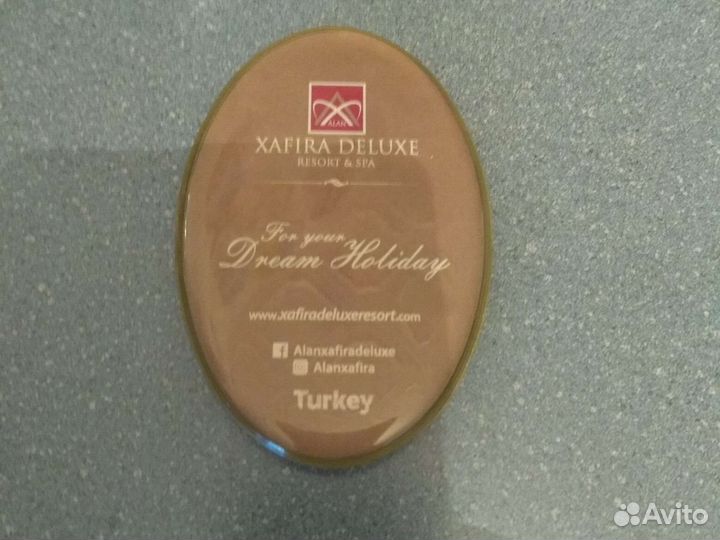 ALAN
XAFIRA DELUXE
RESORT & SPA
For your
Dream Holiday
www.xafiradeluxeresort.com
Alanxafiradeluxe
Alanxafira
Turkey
Avito